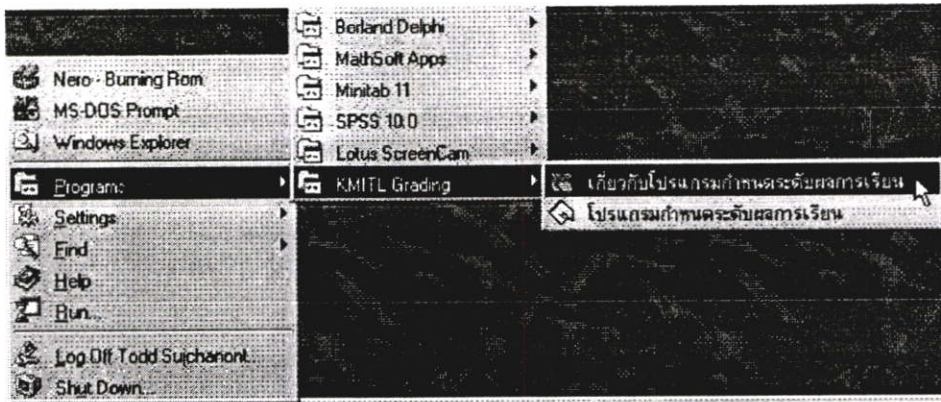 Borland Delphi
MathSoft Apps
Minitab 11
SPSS 10.0
Lotus ScreenCam
KMITL Grading
Nero - Burning Rom
MS-DOS Prompt
Windows Explorer
Programs
Settings
Find
Help
Run...
Log Off Todd Sujchanont...
Shut Down...
เกี่ยวกับโปรแกรมกำหนดระดับผลการเรียน
โปรแกรมกำหนดระดับผลการเรียน